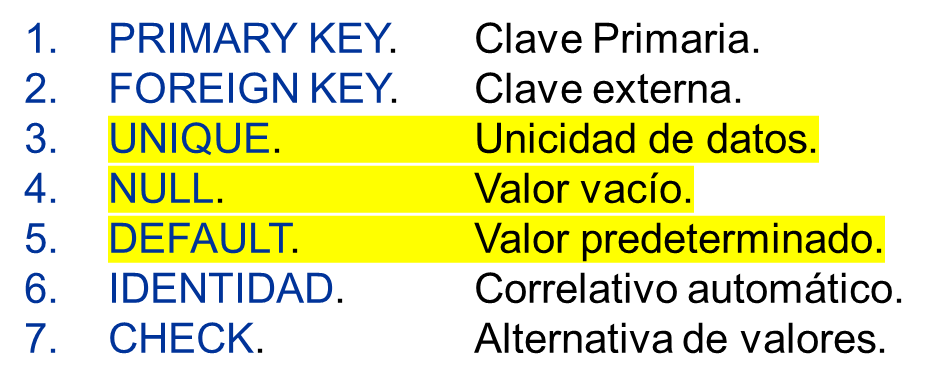 1. PRIMARY KEY. Clave Primaria.
2. FOREIGN KEY. Clave externa.
3. UNIQUE. Unicidad de datos.
4. NULL. Valor vacío.
5. DEFAULT. Valor predeterminado.
6. IDENTIDAD. Correlativo automático.
7. CHECK. Alternativa de valores.